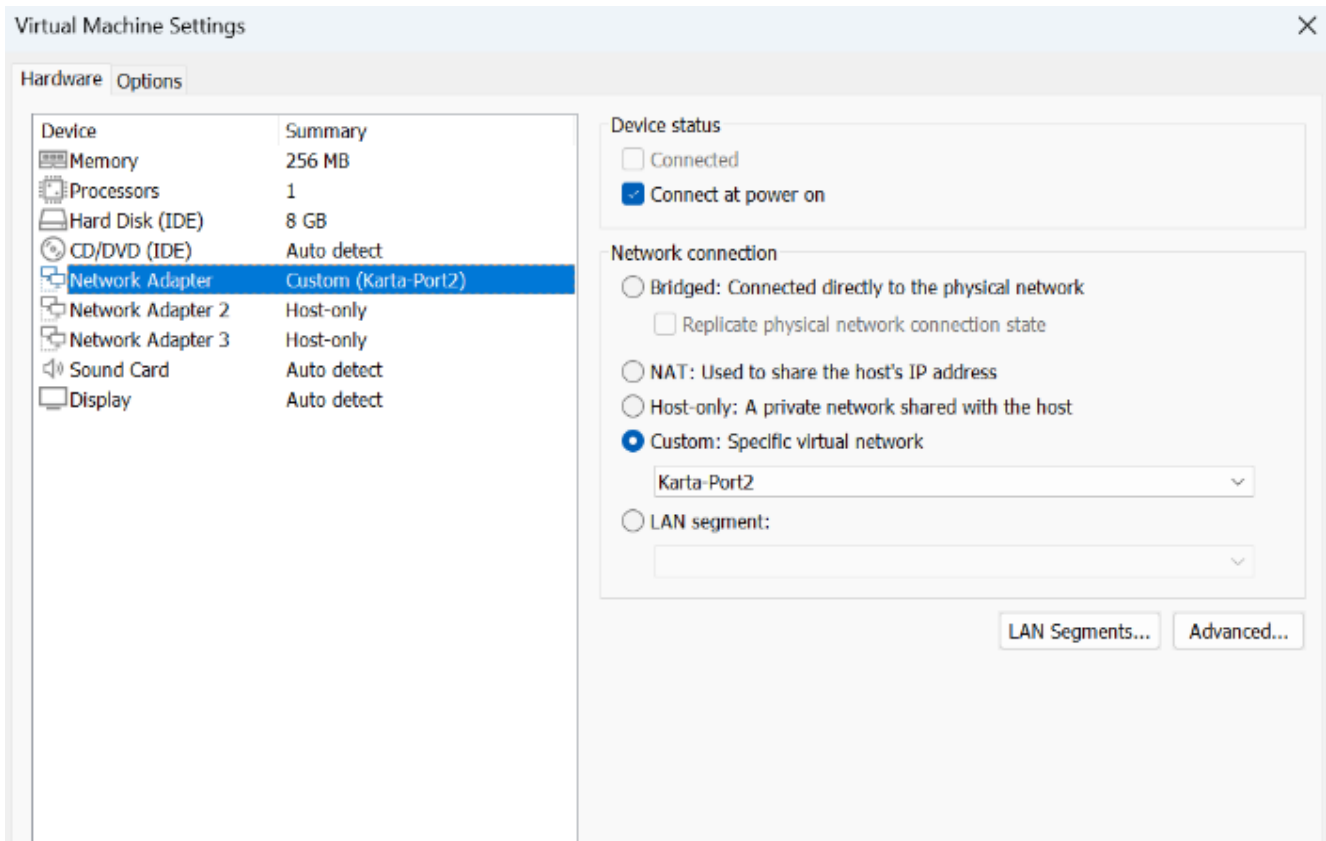 Virtual Machine Settings
Hardware Options
Device Summary
Memory 256 MB
Processors 1
Hard Disk (IDE) 8 GB
CD/DVD (IDE) Auto detect
Network Adapter Custom (Karta-Port2)
Network Adapter 2 Host-only
Network Adapter 3 Host-only
Sound Card Auto detect
Display Auto detect
Device status
Connected
Connect at power on
Network connection
Bridged: Connected directly to the physical network
Replicate physical network connection state
NAT: Used to share the host's IP address
Host-only: A private network shared with the host
Custom: Specific virtual network
Karta-Port2
LAN segment:
LAN Segments... Advanced...